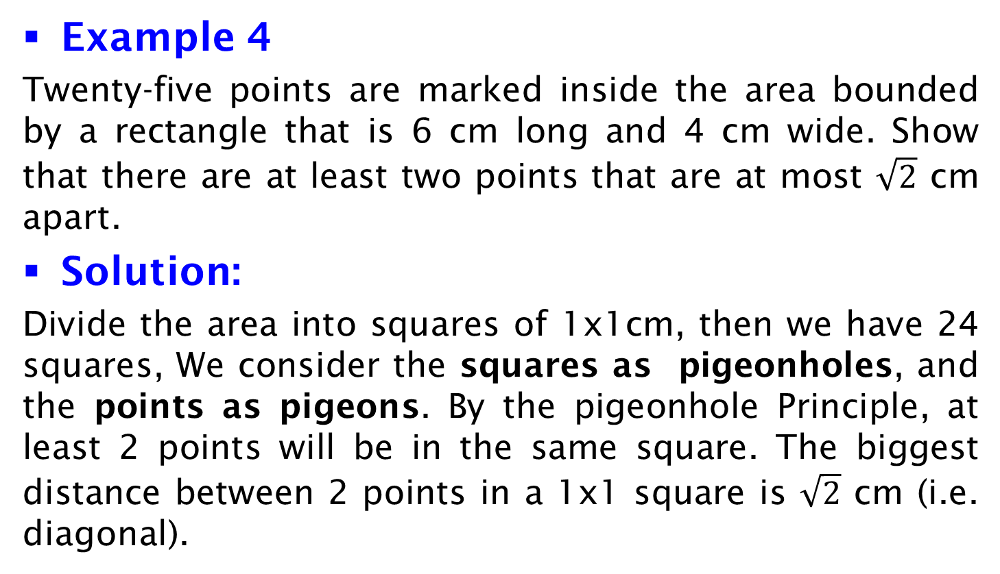 ▪ Example 4
Twenty-five points are marked inside the area bounded
by a rectangle that is 6 cm long and 4 cm wide. Show
that there are at least two points that are at most √2 cm
apart.
▪ Solution:
Divide the area into squares of 1x1cm, then we have 24
squares, We consider the squares as pigeonholes, and
the points as pigeons. By the pigeonhole Principle, at
least 2 points will be in the same square. The biggest
distance between 2 points in a 1x1 square is √2 cm (i.e.
diagonal).